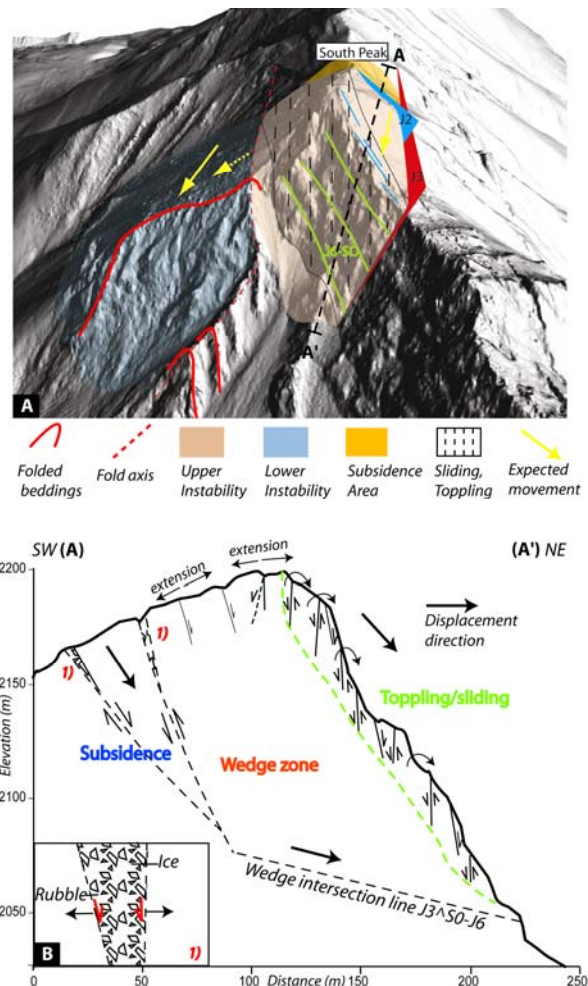 South Peak
A
J2
J3
J6-S0
A'
A
Folded
beddings
Fold axis
Upper
Instability
Lower
Instability
Subsidence
Area
Sliding,
Toppling
Expected
movement
SW (A)
(A') NE
extension
extension
2200
Displacement
direction
1)
1)
Toppling/sliding
2150
Elevation (m)
Subsidence
Wedge zone
2100
Ice
Rubble
Wedge intersection line J3^S0-J6
2050
B
1)
0
50
100
Distance (m)
150
200
250